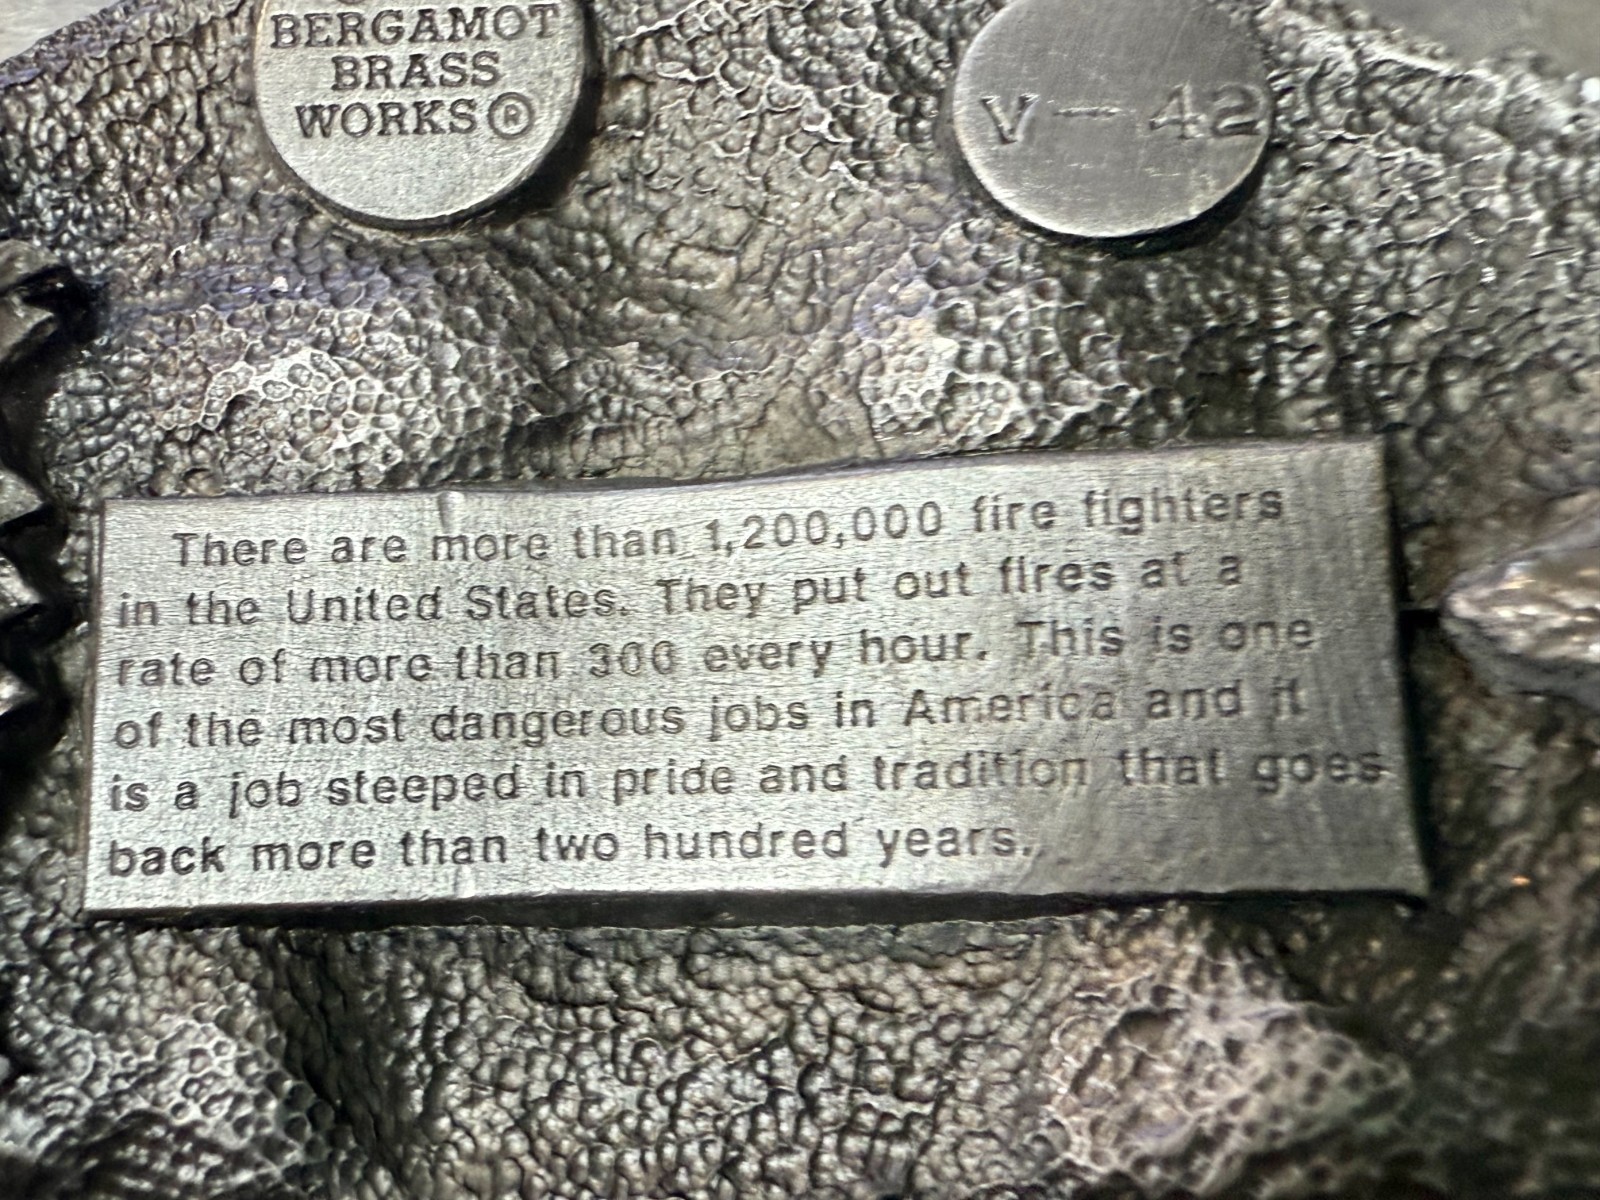 BERGAMOT
BRASS
WORKS®
V-42
There are more than 1,200,000 fire fighters
in the United States. They put out fires at a
rate of more than 300 every hour. This is one
of the most dangerous jobs in America and it
is a job steeped in pride and tradition that goes
back more than two hundred years.